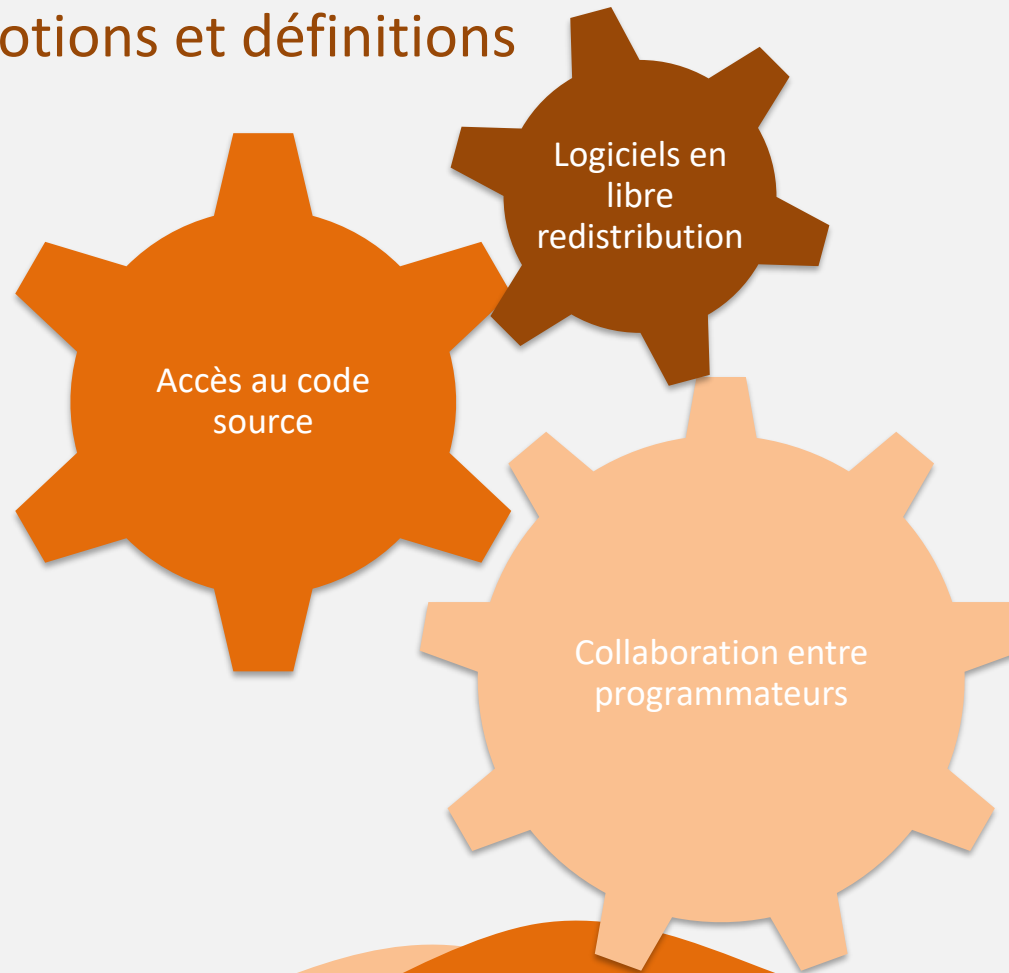 otions et définitions
Logiciels en
libre
redistribution
Accès au code
source
Collaboration entre
programmateurs